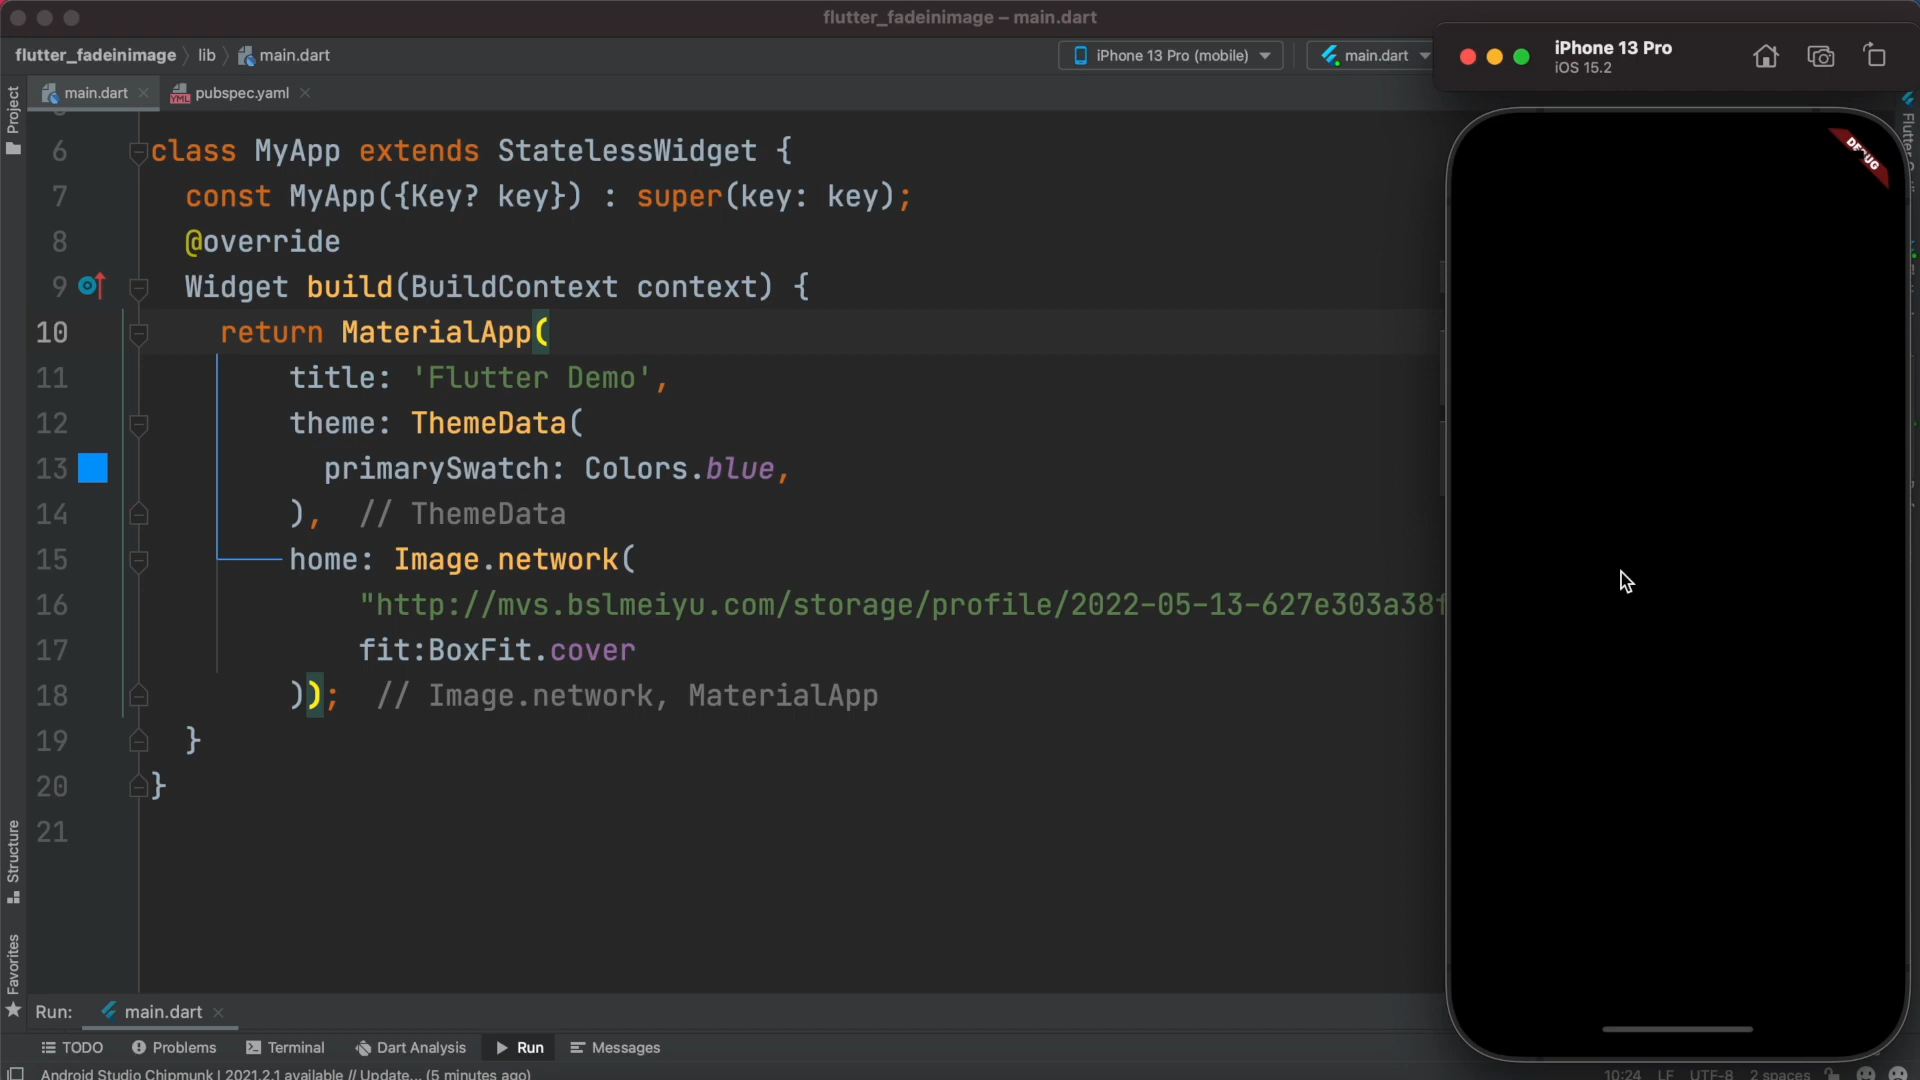 flutter_fadeinimage – main.dart
flutter_fadeinimage lib main.dart
iPhone 13 Pro (mobile) main.dart
iPhone 13 Pro
iOS 15.2
main.dart pubspec.yaml
Project
6 class MyApp extends StatelessWidget {
7 const MyApp({Key? key}) : super(key: key);
8 @override
9 Widget build(BuildContext context) {
10 return MaterialApp(
11 title: 'Flutter Demo',
12 theme: ThemeData(
13 primarySwatch: Colors.blue,
14 ), // ThemeData
15 home: Image.network(
16 "http://mvs.bslmeiyu.com/storage/profile/2022-05-13-627e303a38f
17 fit:BoxFit.cover
18 )); // Image.network, MaterialApp
19 }
20 }
21
DEBUG
Flutter
Structure
Favorites
Run: main.dart
TODO Problems Terminal Dart Analysis Run Messages
Android Studio Chipmunk | 2021.2.1 available // Update... (5 minutes ago)
10:24 LF UTF-8 2 spaces